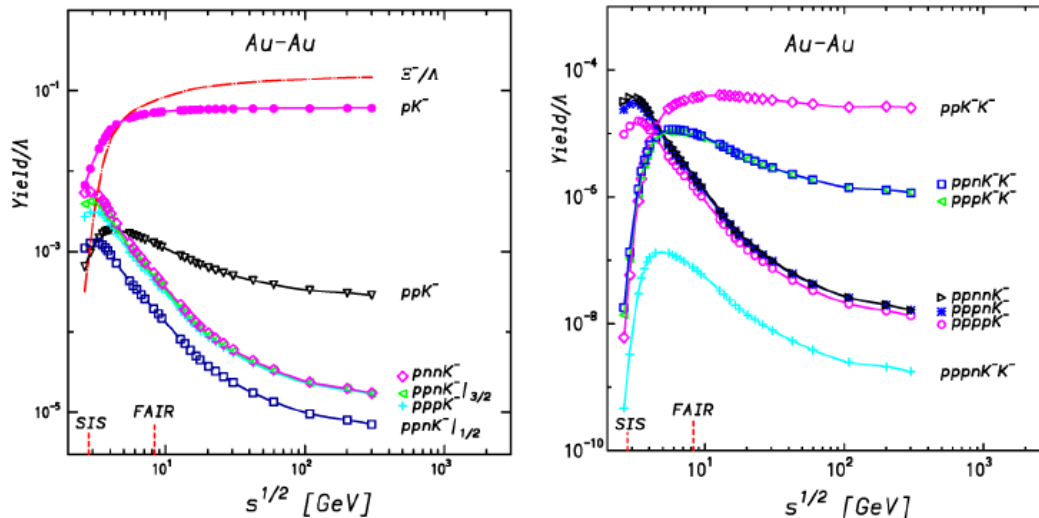 Au-Au
Yield/Λ
10⁻¹
10⁻³
10⁻⁵
Ξ⁻/Λ
pK⁻
ppK⁻
pnnK⁻
ppnK⁻|₃/₂
pppK⁻
ppnK⁻|₁/₂
SIS
FAIR
10¹
10²
10³
s^1/2 [GeV]
Au-Au
Yield/Λ
10⁻⁴
10⁻⁶
10⁻⁸
10⁻¹⁰
ppK⁻K⁻
ppnK⁻K⁻
pppK⁻K⁻
ppnnK⁻
pppnK⁻
ppppK⁻
pppnK⁻K⁻
SIS
FAIR
10¹
10²
10³
s^1/2 [GeV]